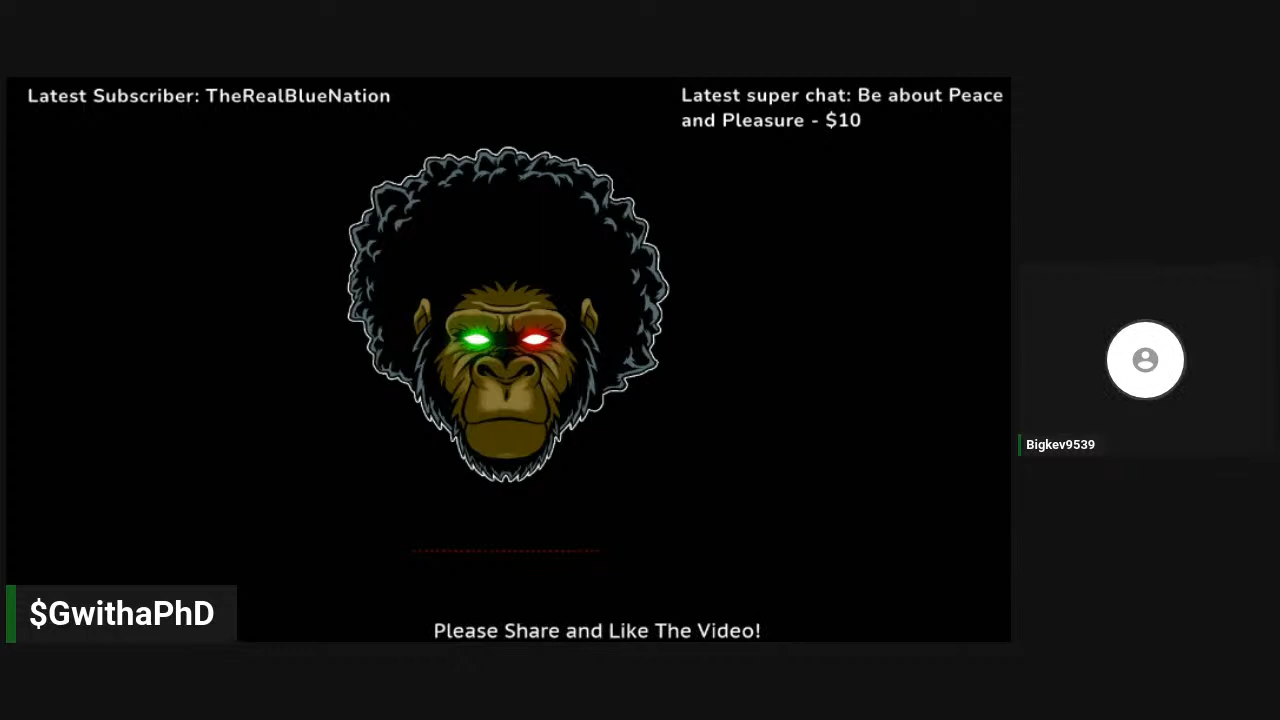 Latest Subscriber: TheRealBlueNation
Latest super chat: Be about Peace
and Pleasure - $10
Bigkev9539
$GwithaPhD
Please Share and Like The Video!